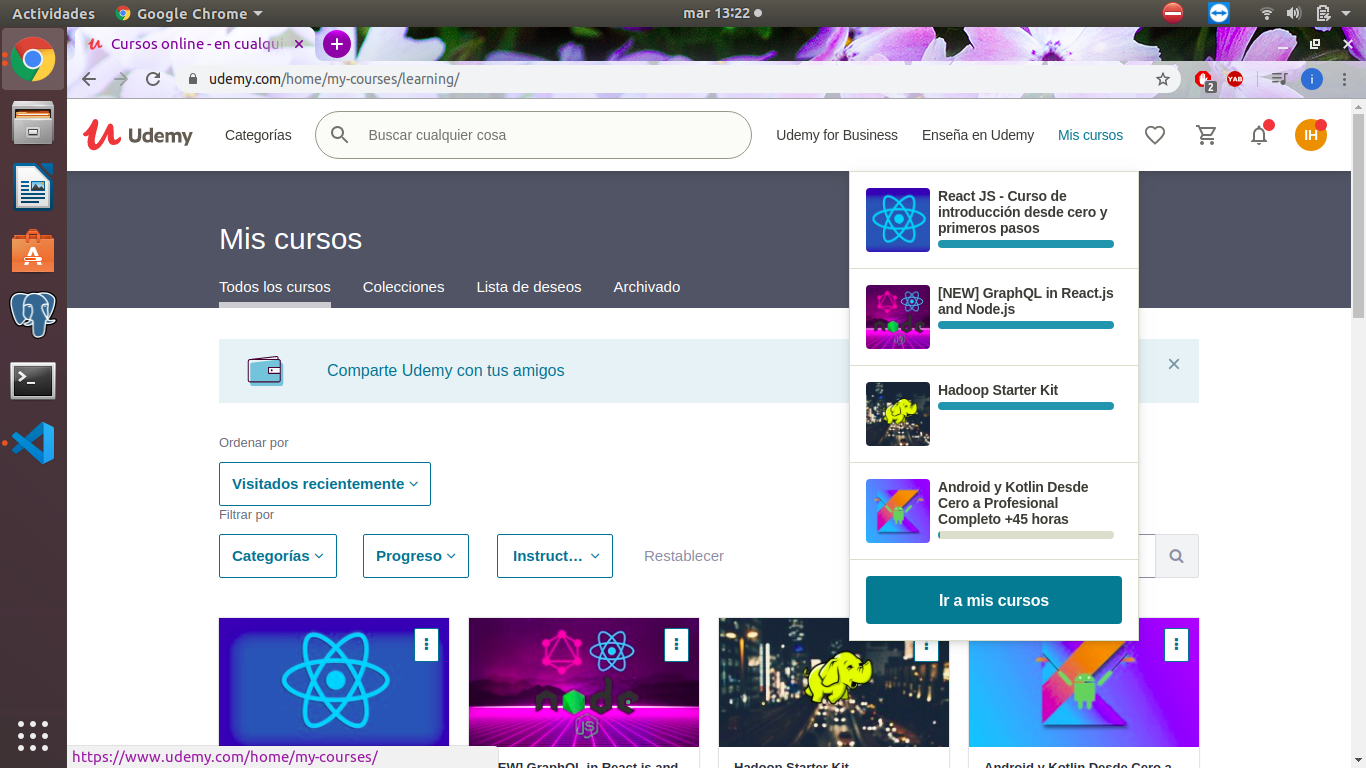 Actividades
Google Chrome
mar 13:22
Cursos online - en cualqui
udemy.com/home/my-courses/learning/
2
YAB
i
Udemy
Categorías
Buscar cualquier cosa
Udemy for Business
Enseña en Udemy
Mis cursos
IH
Mis cursos
Todos los cursos
Colecciones
Lista de deseos
Archivado
React JS - Curso de
introducción desde cero y
primeros pasos
[NEW] GraphQL in React.js
and Node.js
Hadoop Starter Kit
Android y Kotlin Desde
Cero a Profesional
Completo +45 horas
Ir a mis cursos
Comparte Udemy con tus amigos
Ordenar por
Visitados recientemente
Filtrar por
Categorías
Progreso
Instruct…
Restablecer
node
JS
EW] GraphQL in React.js and
Hadoop Starter Kit
Android y Kotlin Desde Cero a
https://www.udemy.com/home/my-courses/